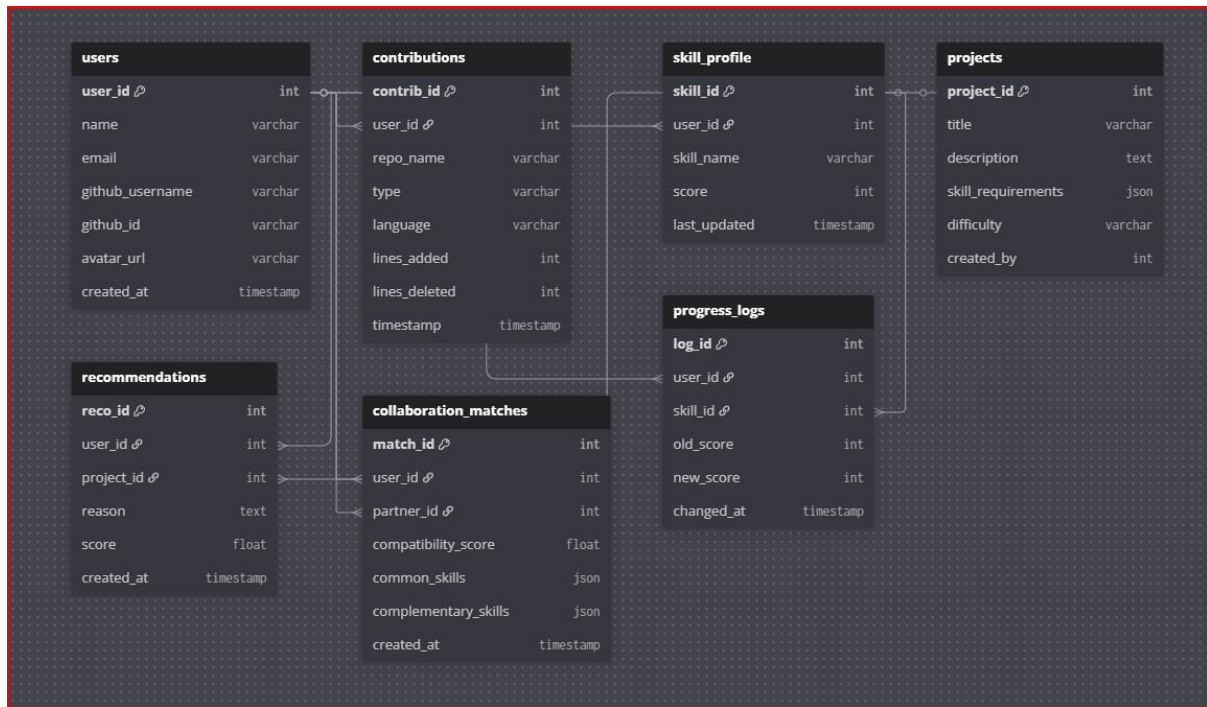 users
user_id int
name varchar
email varchar
github_username varchar
github_id varchar
avatar_url varchar
created_at timestamp
contributions
contrib_id int
user_id int
repo_name varchar
type varchar
language varchar
lines_added int
lines_deleted int
timestamp timestamp
skill_profile
skill_id int
user_id int
skill_name varchar
score int
last_updated timestamp
projects
project_id int
title varchar
description text
skill_requirements json
difficulty varchar
created_by int
recommendations
reco_id int
user_id int
project_id int
reason text
score float
created_at timestamp
collaboration_matches
match_id int
user_id int
partner_id int
compatibility_score float
common_skills json
complementary_skills json
created_at timestamp
progress_logs
log_id int
user_id int
skill_id int
old_score int
new_score int
changed_at timestamp